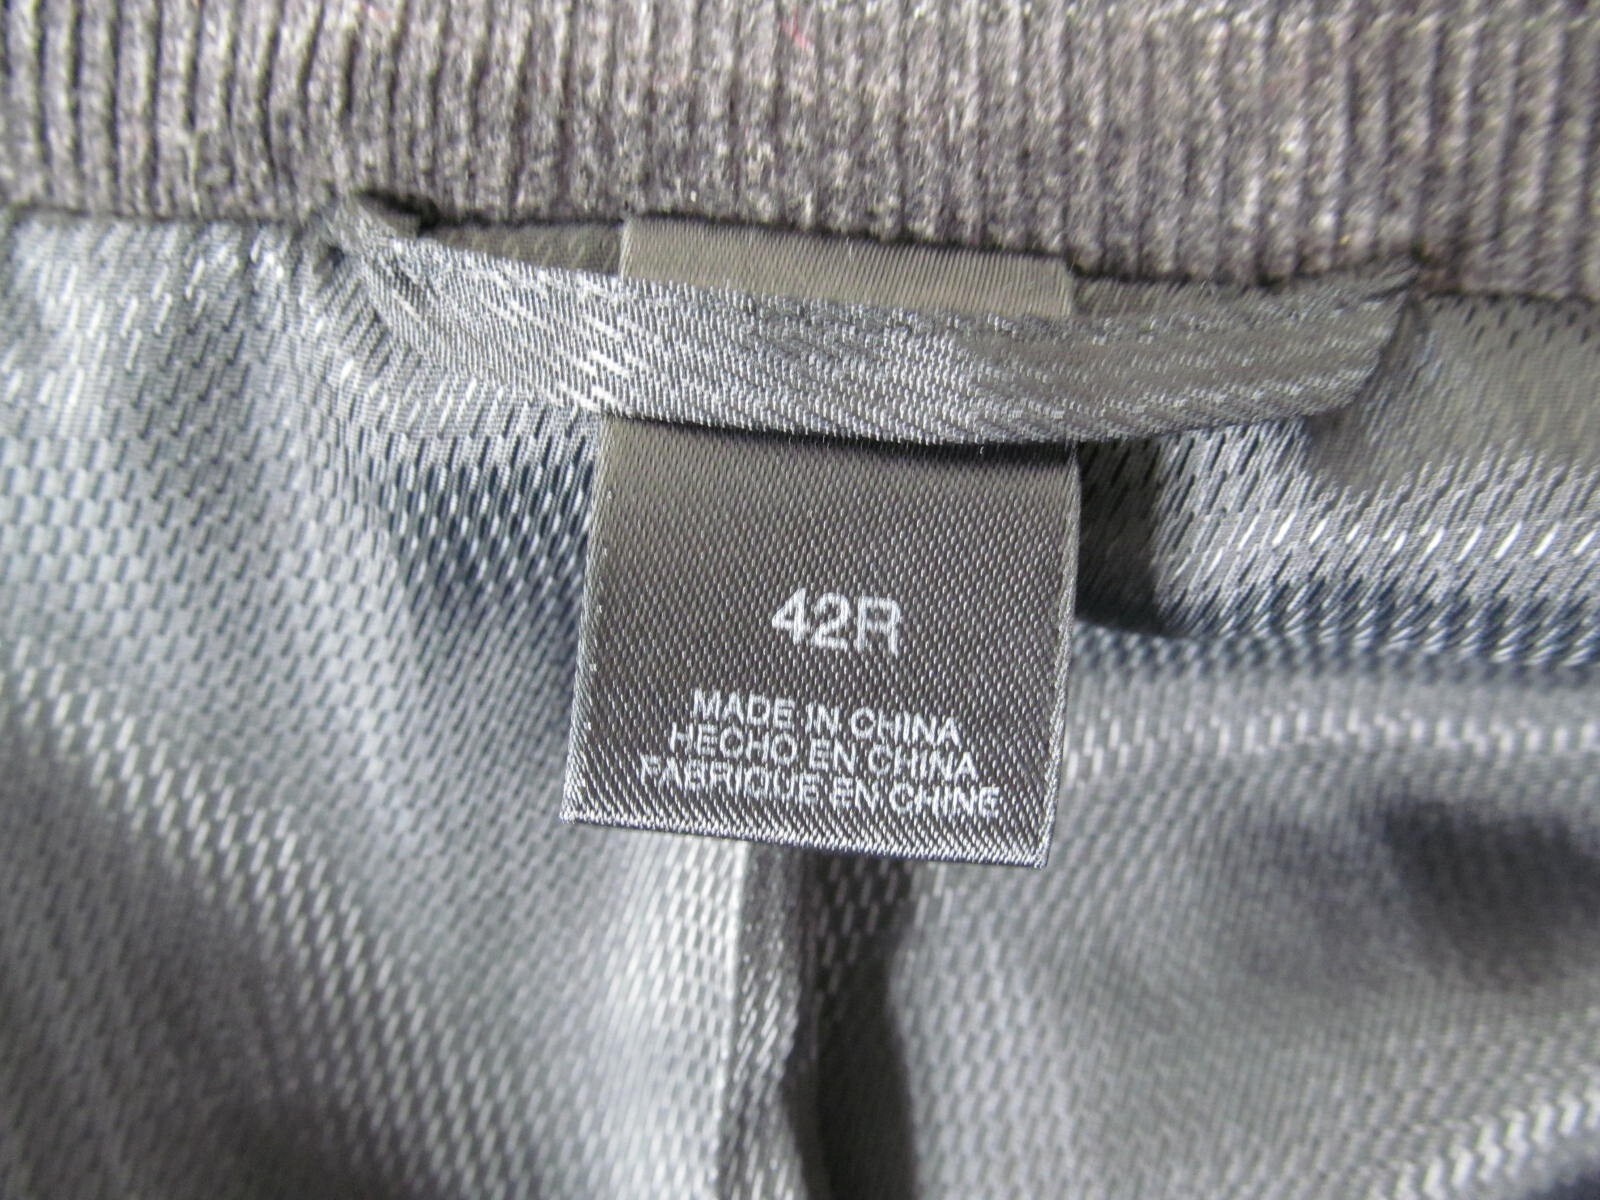 42R
MADE IN CHINA
HECHO EN CHINA
FABRIQUE EN CHINE